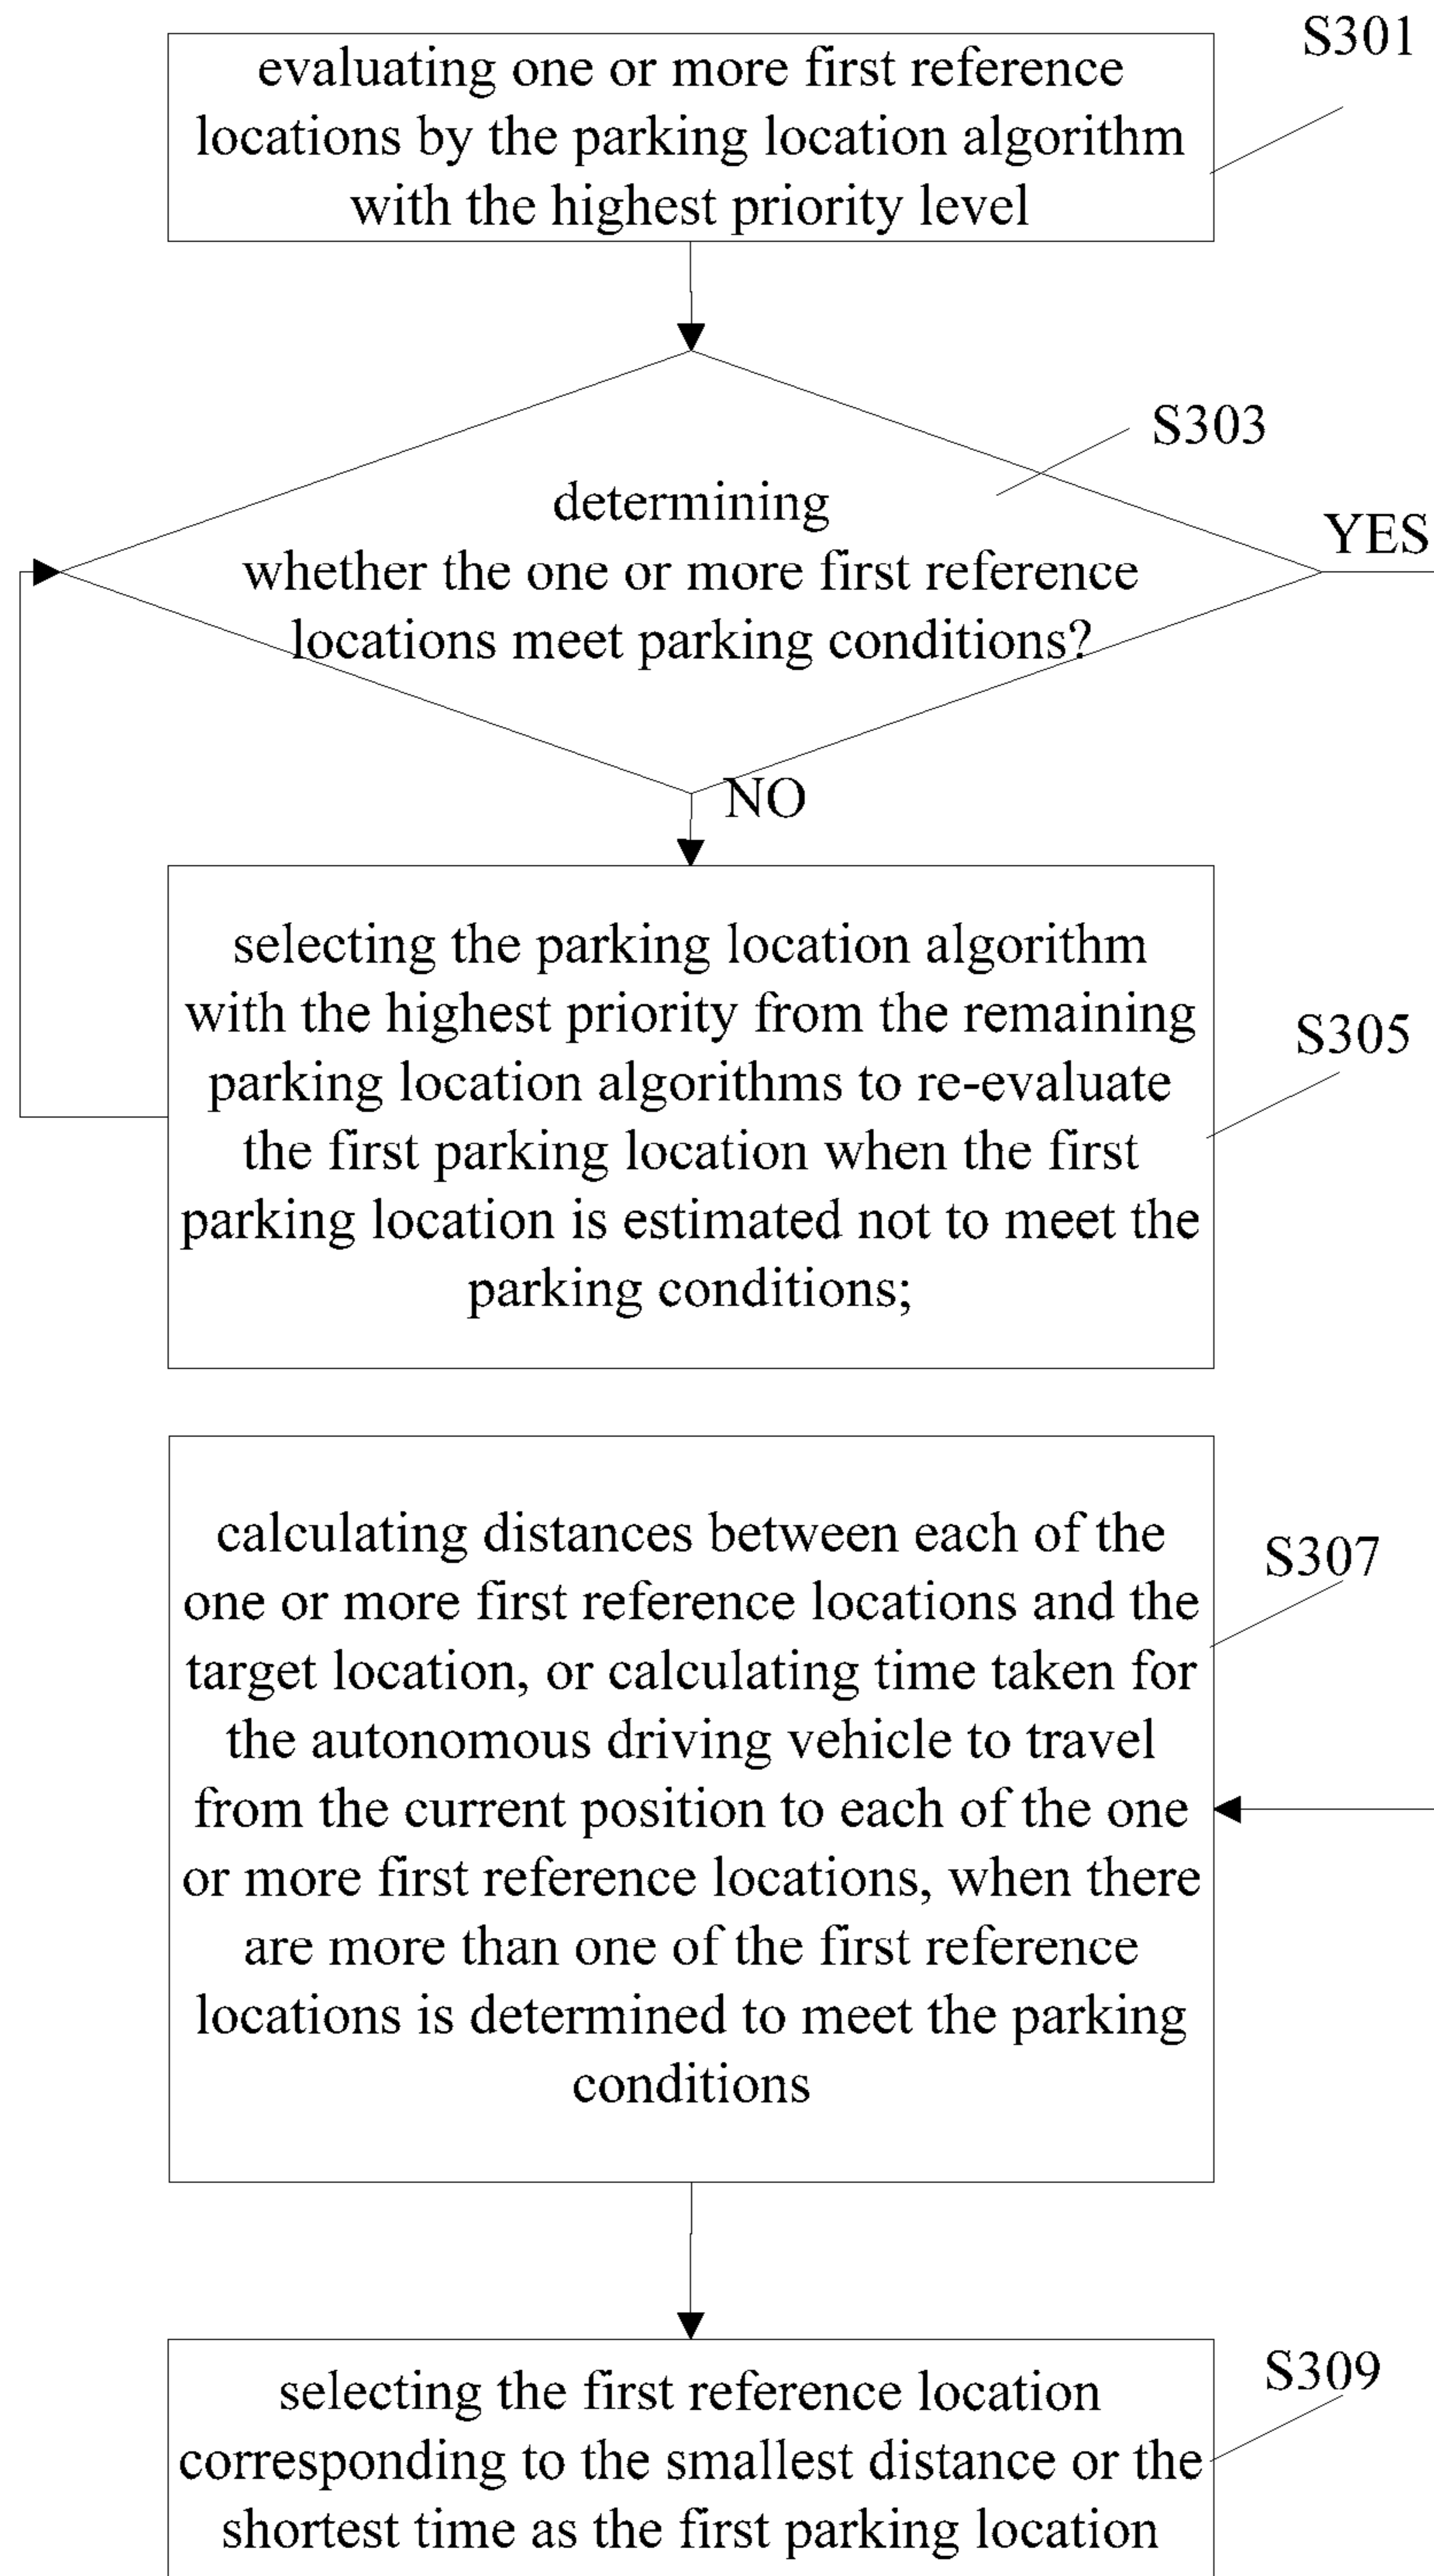 S301
evaluating one or more first reference
locations by the parking location algorithm
with the highest priority level
S303
determining
whether the one or more first reference
locations meet parking conditions?
YES
NO
selecting the parking location algorithm
with the highest priority from the remaining
parking location algorithms to re-evaluate
the first parking location when the first
parking location is estimated not to meet the
parking conditions;
S305
calculating distances between each of the
one or more first reference locations and the
target location, or calculating time taken for
the autonomous driving vehicle to travel
from the current position to each of the one
or more first reference locations, when there
are more than one of the first reference
locations is determined to meet the parking
conditions
S307
selecting the first reference location
corresponding to the smallest distance or the
shortest time as the first parking location
S309